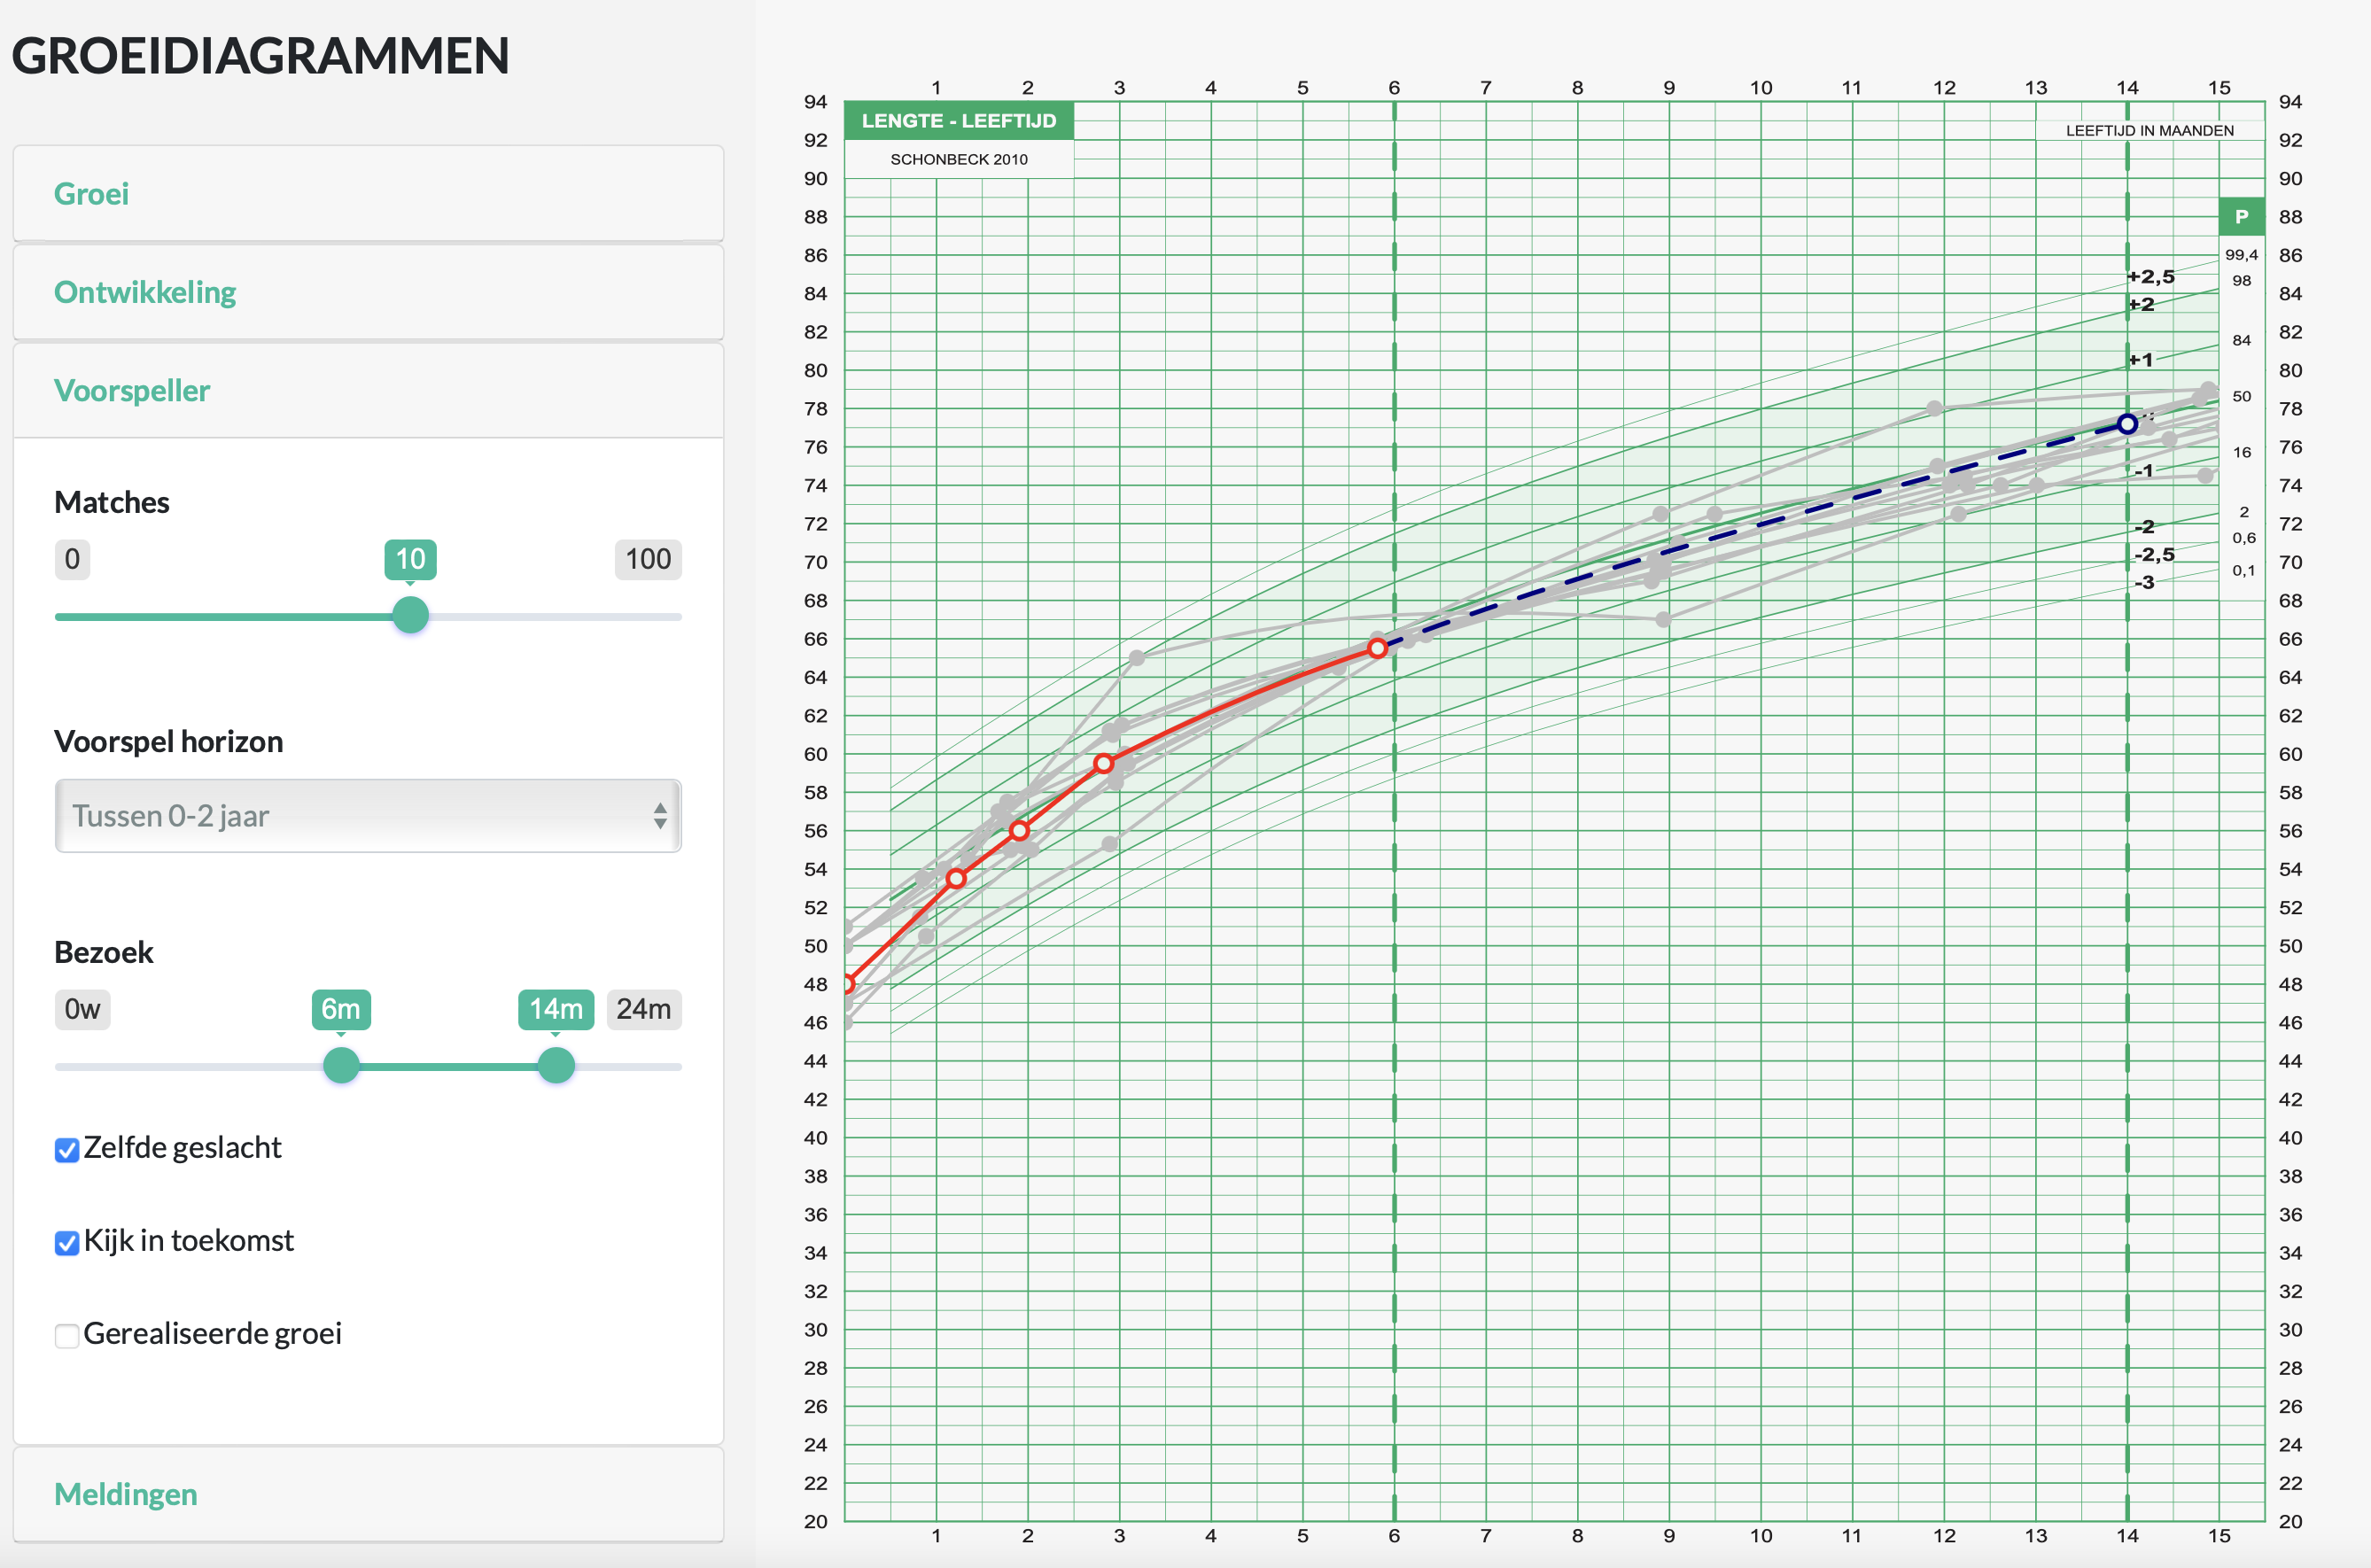 GROEIDIAGRAMMEN
Groei
Ontwikkeling
Voorspeller
Matches
0 10 100
Voorspel horizon
Tussen 0-2 jaar
Bezoek
0w 6m 14m 24m
Zelfde geslacht
Kijk in toekomst
Gerealiseerde groei
Meldingen
1 2 3 4 5 6 7 8 9 10 11 12 13 14 15
LENGTE - LEEFTIJD
SCHONBECK 2010
LEEFTIJD IN MAANDEN
94 94
92 92
90 90
88 P 88
86 99,4 86
+2,5 98
84 84
+2
82 84 82
80 +1 80
78 50 78
76 16 76
74 -1 74
72 -2 2 72
70 -2,5 0,6 70
-3 0,1
68 68
66 66
64 64
62 62
60 60
58 58
56 56
54 54
52 52
50 50
48 48
46 46
44 44
42 42
40 40
38 38
36 36
34 34
32 32
30 30
28 28
26 26
24 24
22 22
20 20
1 2 3 4 5 6 7 8 9 10 11 12 13 14 15